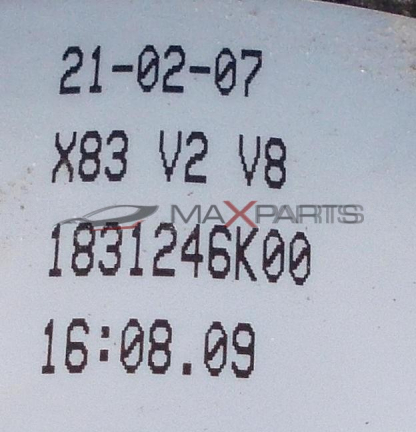 21-02-07
X83 V2 V8
MAXPARTS
1831246K00
16:08.09